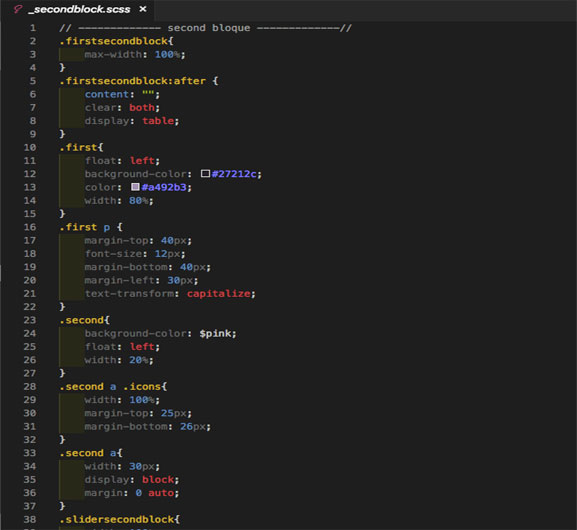 _secondblock.scss ×
1 // ------------- second bloque -------------//
2 .firstsecondblock{
3 max-width: 100%;
4 }
5 .firstsecondblock:after {
6 content: "";
7 clear: both;
8 display: table;
9 }
10 .first{
11 float: left;
12 background-color: #27212c;
13 color: #a492b3;
14 width: 80%;
15 }
16 .first p {
17 margin-top: 40px;
18 font-size: 12px;
19 margin-bottom: 40px;
20 margin-left: 30px;
21 text-transform: capitalize;
22 }
23 .second{
24 background-color: $pink;
25 float: left;
26 width: 20%;
27 }
28 .second a .icons{
29 width: 100%;
30 margin-top: 25px;
31 margin-bottom: 26px;
32 }
33 .second a{
34 width: 30px;
35 display: block;
36 margin: 0 auto;
37 }
38 .slidersecondblock{